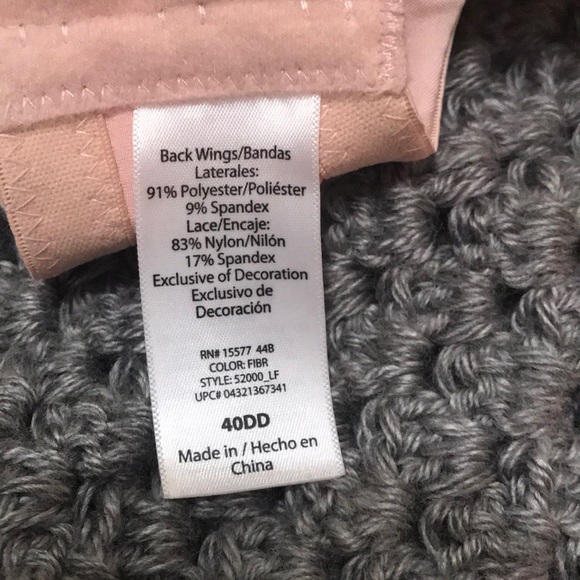 Back Wings/Bandas
Laterales:
91% Polyester/Poliéster
9% Spandex
Lace/Encaje:
83% Nylon/Nilón
17% Spandex
Exclusive of Decoration
Exclusivo de
Decoración
RN# 15577 44B
COLOR: FIBR
STYLE: 52000_LF
UPC# 04321367341
40DD
Made in / Hecho en
China